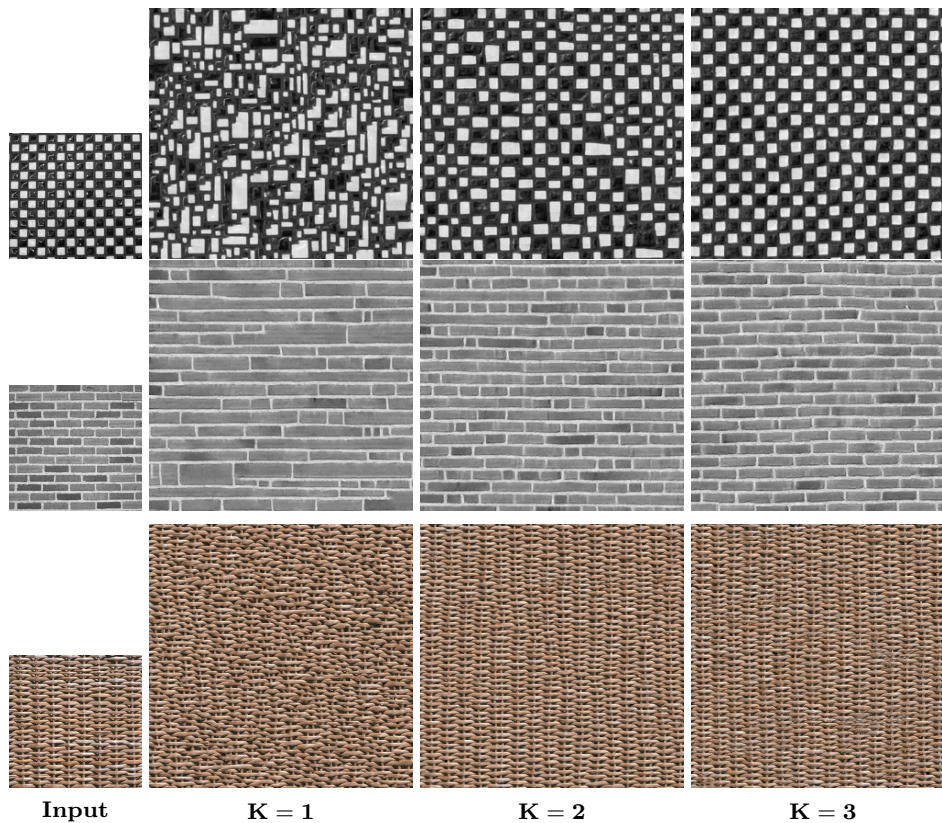 Input K = 1 K = 2 K = 3